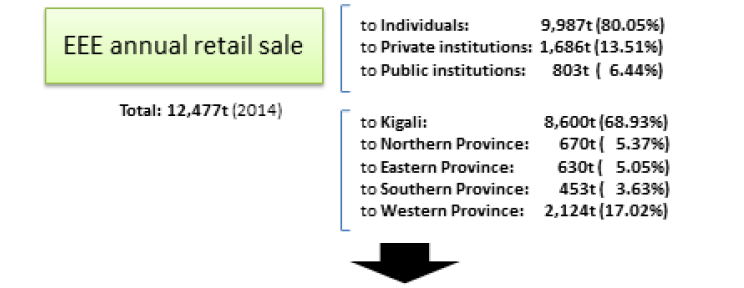 EEE annual retail sale
Total: 12,477t (2014)
to Individuals: 9,987t (80.05%)
to Private institutions: 1,686t (13.51%)
to Public institutions: 803t ( 6.44%)
to Kigali: 8,600t (68.93%)
to Northern Province: 670t ( 5.37%)
to Eastern Province: 630t ( 5.05%)
to Southern Province: 453t ( 3.63%)
to Western Province: 2,124t (17.02%)